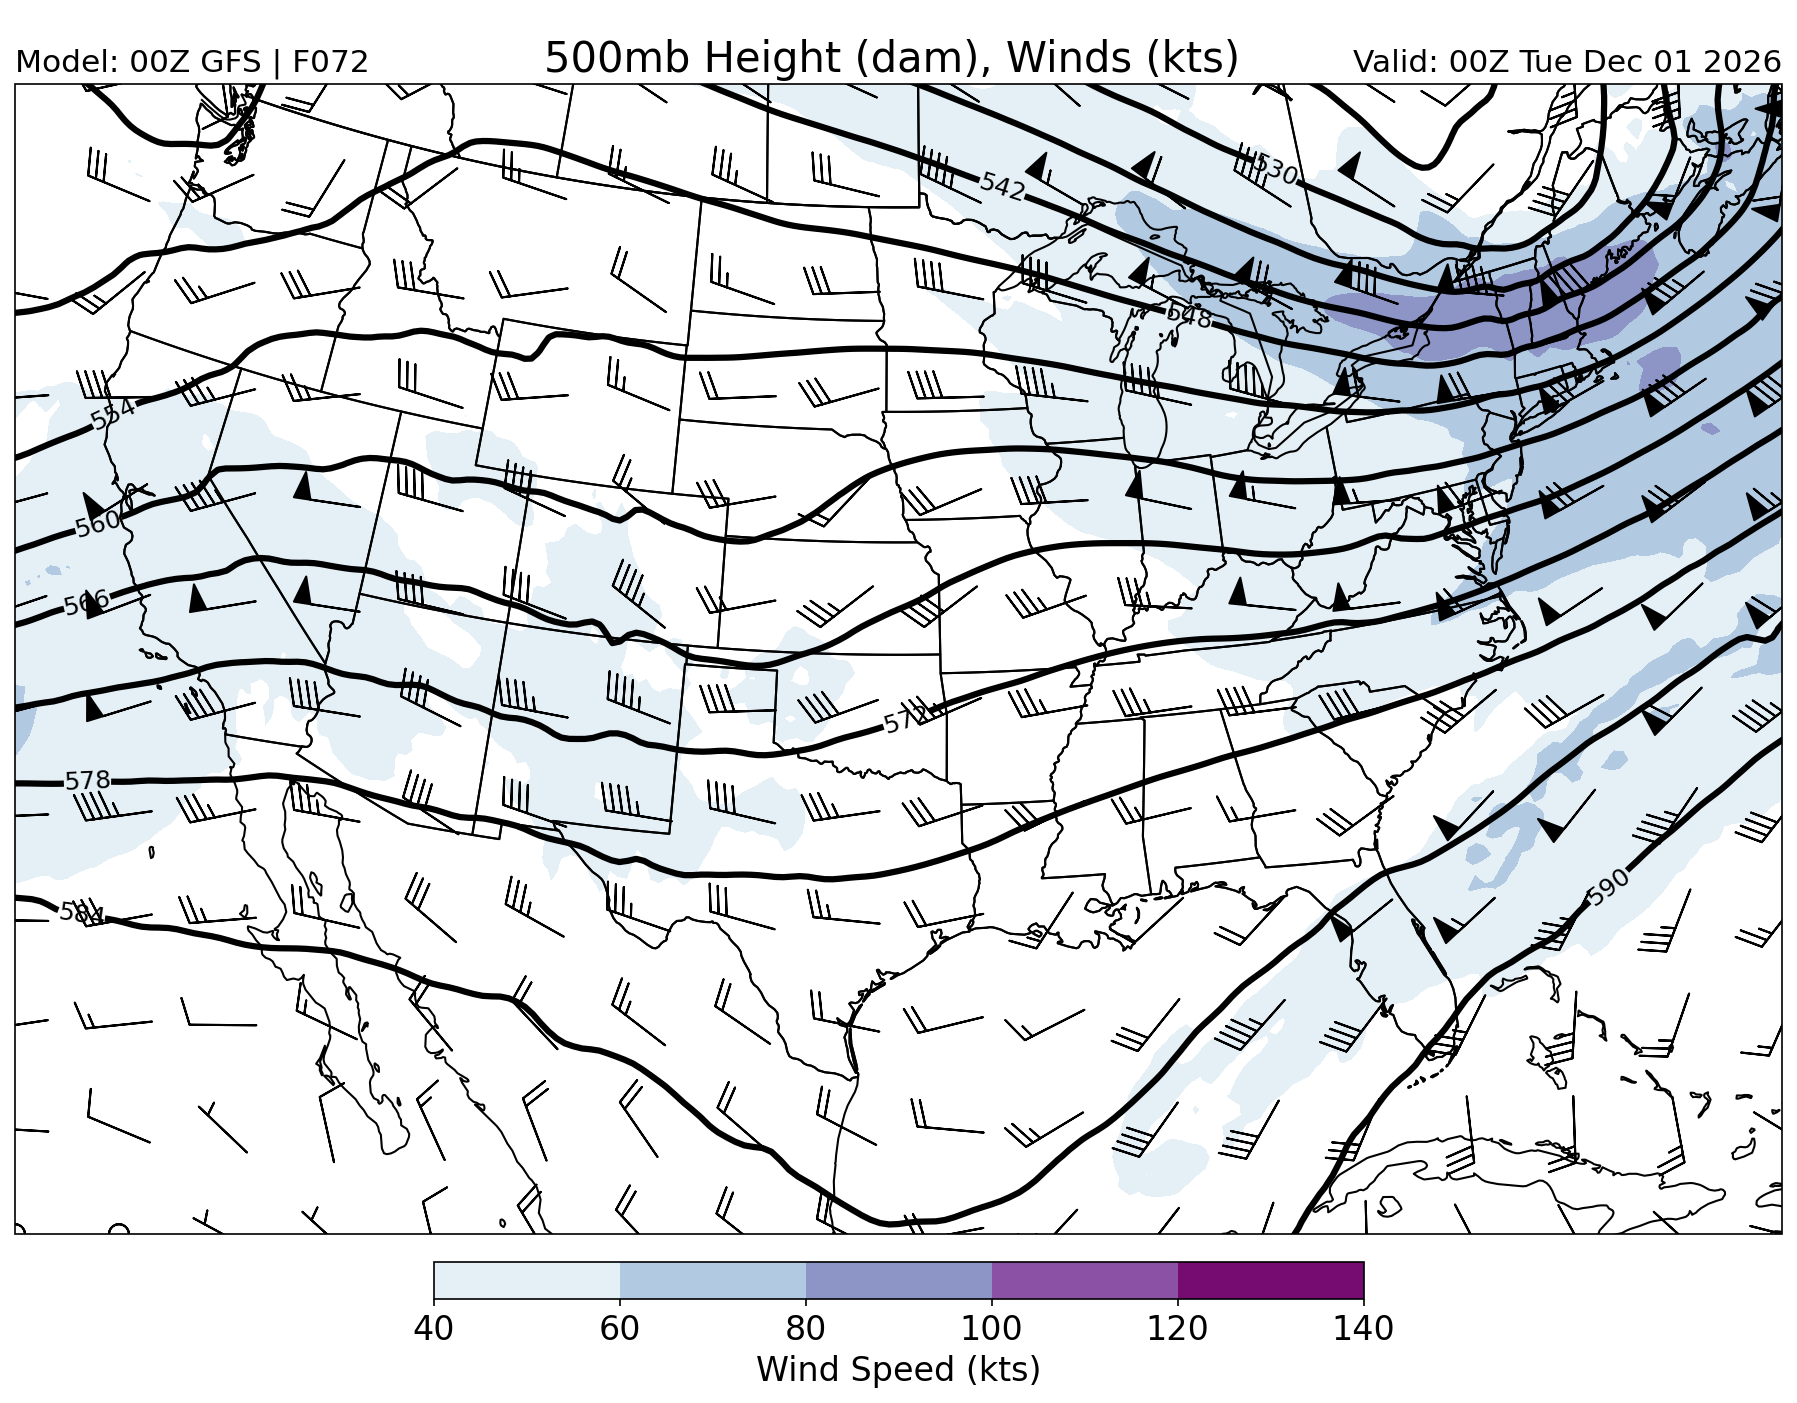 Model: 00Z GFS | F072
500mb Height (dam), Winds (kts)
Valid: 00Z Tue Dec 01 2026
530
542
548
554
560
566
572
578
584
590
40 60 80 100 120 140
Wind Speed (kts)